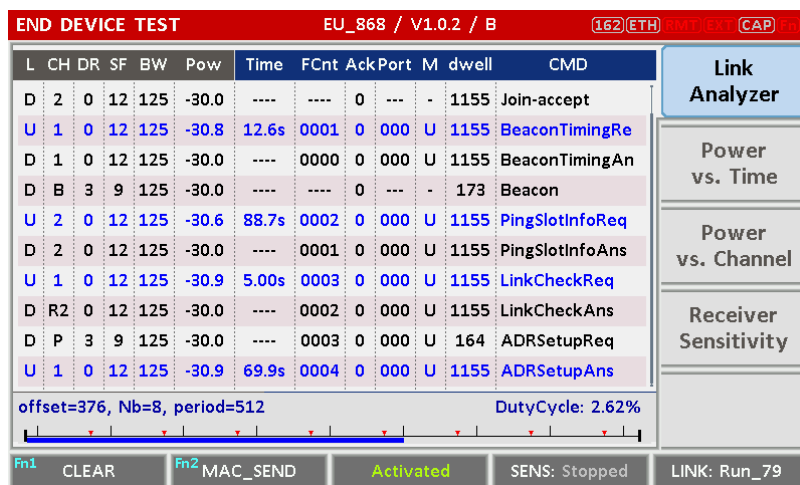 END DEVICE TEST EU_868 / V1.0.2 / B (162) ETH RMT EXT CAP Fn
L CH DR SF BW Pow Time FCnt Ack Port M dwell CMD
D 2 0 12 125 -30.0 ---- ---- 0 --- - 1155 Join-accept
U 1 0 12 125 -30.8 12.6s 0001 0 000 U 1155 BeaconTimingRe
D 1 0 12 125 -30.0 ---- 0000 0 000 U 1155 BeaconTimingAn
D B 3 9 125 -30.0 ---- ---- 0 --- - 173 Beacon
U 2 0 12 125 -30.6 88.7s 0002 0 000 U 1155 PingSlotInfoReq
D 2 0 12 125 -30.0 ---- 0001 0 000 U 1155 PingSlotInfoAns
U 1 0 12 125 -30.9 5.00s 0003 0 000 U 1155 LinkCheckReq
D R2 0 12 125 -30.0 ---- 0002 0 000 U 1155 LinkCheckAns
D P 3 9 125 -30.0 ---- 0003 0 000 U 164 ADRSetupReq
U 1 0 12 125 -30.9 69.9s 0004 0 000 U 1155 ADRSetupAns
offset=376, Nb=8, period=512 DutyCycle: 2.62%
Link
Analyzer
Power
vs. Time
Power
vs. Channel
Receiver
Sensitivity
Fn1 CLEAR Fn2 MAC_SEND Activated SENS: Stopped LINK: Run_79